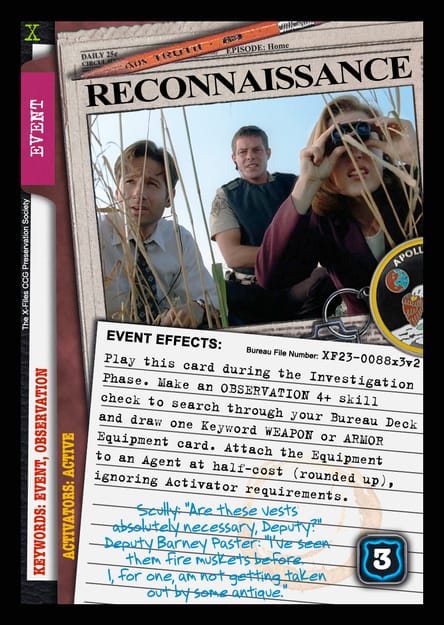 X
DAILY 25¢
TRUTH
EPISODE: Home
RECONNAISSANCE
EVENT
The X-Files CCG Preservation Society
APOLL
EVENT EFFECTS:
Bureau File Number: XF23-0088x3v2
Play this card during the Investigation
Phase. Make an OBSERVATION 4+ skill
check to search through your Bureau Deck
and draw one Keyword WEAPON or ARMOR
Equipment card. Attach the Equipment
to an Agent at half-cost (rounded up),
ignoring Activator requirements.
Scully: "Are these vests
absolutely necessary, Deputy?"
Deputy Barney Paster: "I've seen
them fire muskets before.
I, for one, am not getting taken
out by some antique."
3
KEYWORDS: EVENT, OBSERVATION
ACTIVATORS: ACTIVE